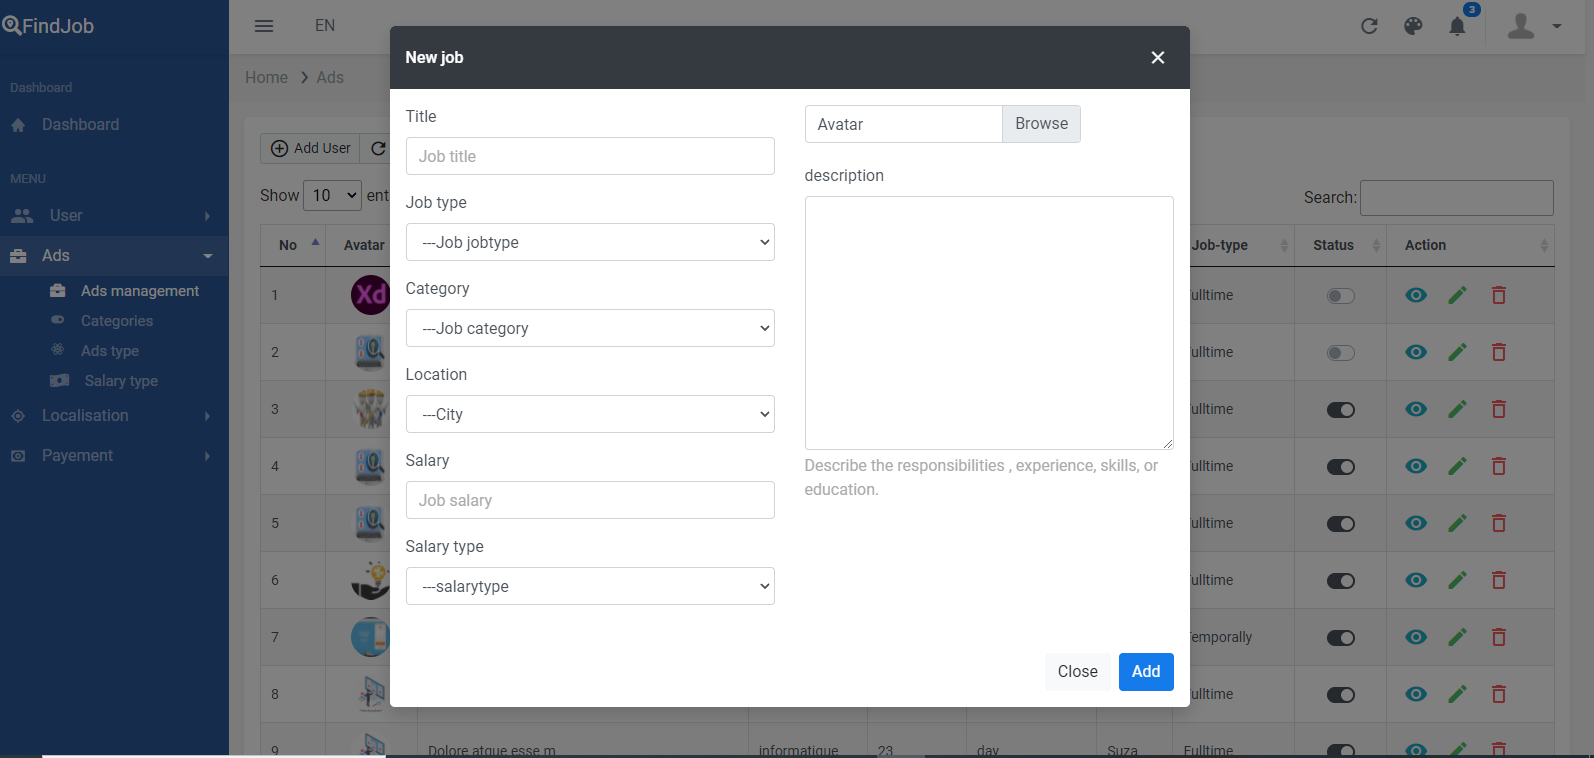 FindJob
EN
3
Home > Ads
Dashboard
Dashboard
MENU
User
Ads
Ads management
Categories
Ads type
Salary type
Localisation
Payement
Add User
Show 10 ent
Search:
No Avatar Job-type Status Action
1 Xd ulltime
2 ulltime
3 ulltime
4 ulltime
5 ulltime
6 ulltime
7 emporally
8 ulltime
9 Dolore atque esse m informatique 23 day Suza Fulltime
New job
Title
Job title
Job type
---Job jobtype
Category
---Job category
Location
---City
Salary
Job salary
Salary type
---salarytype
Avatar Browse
description
Describe the responsibilities , experience, skills, or
education.
Close Add